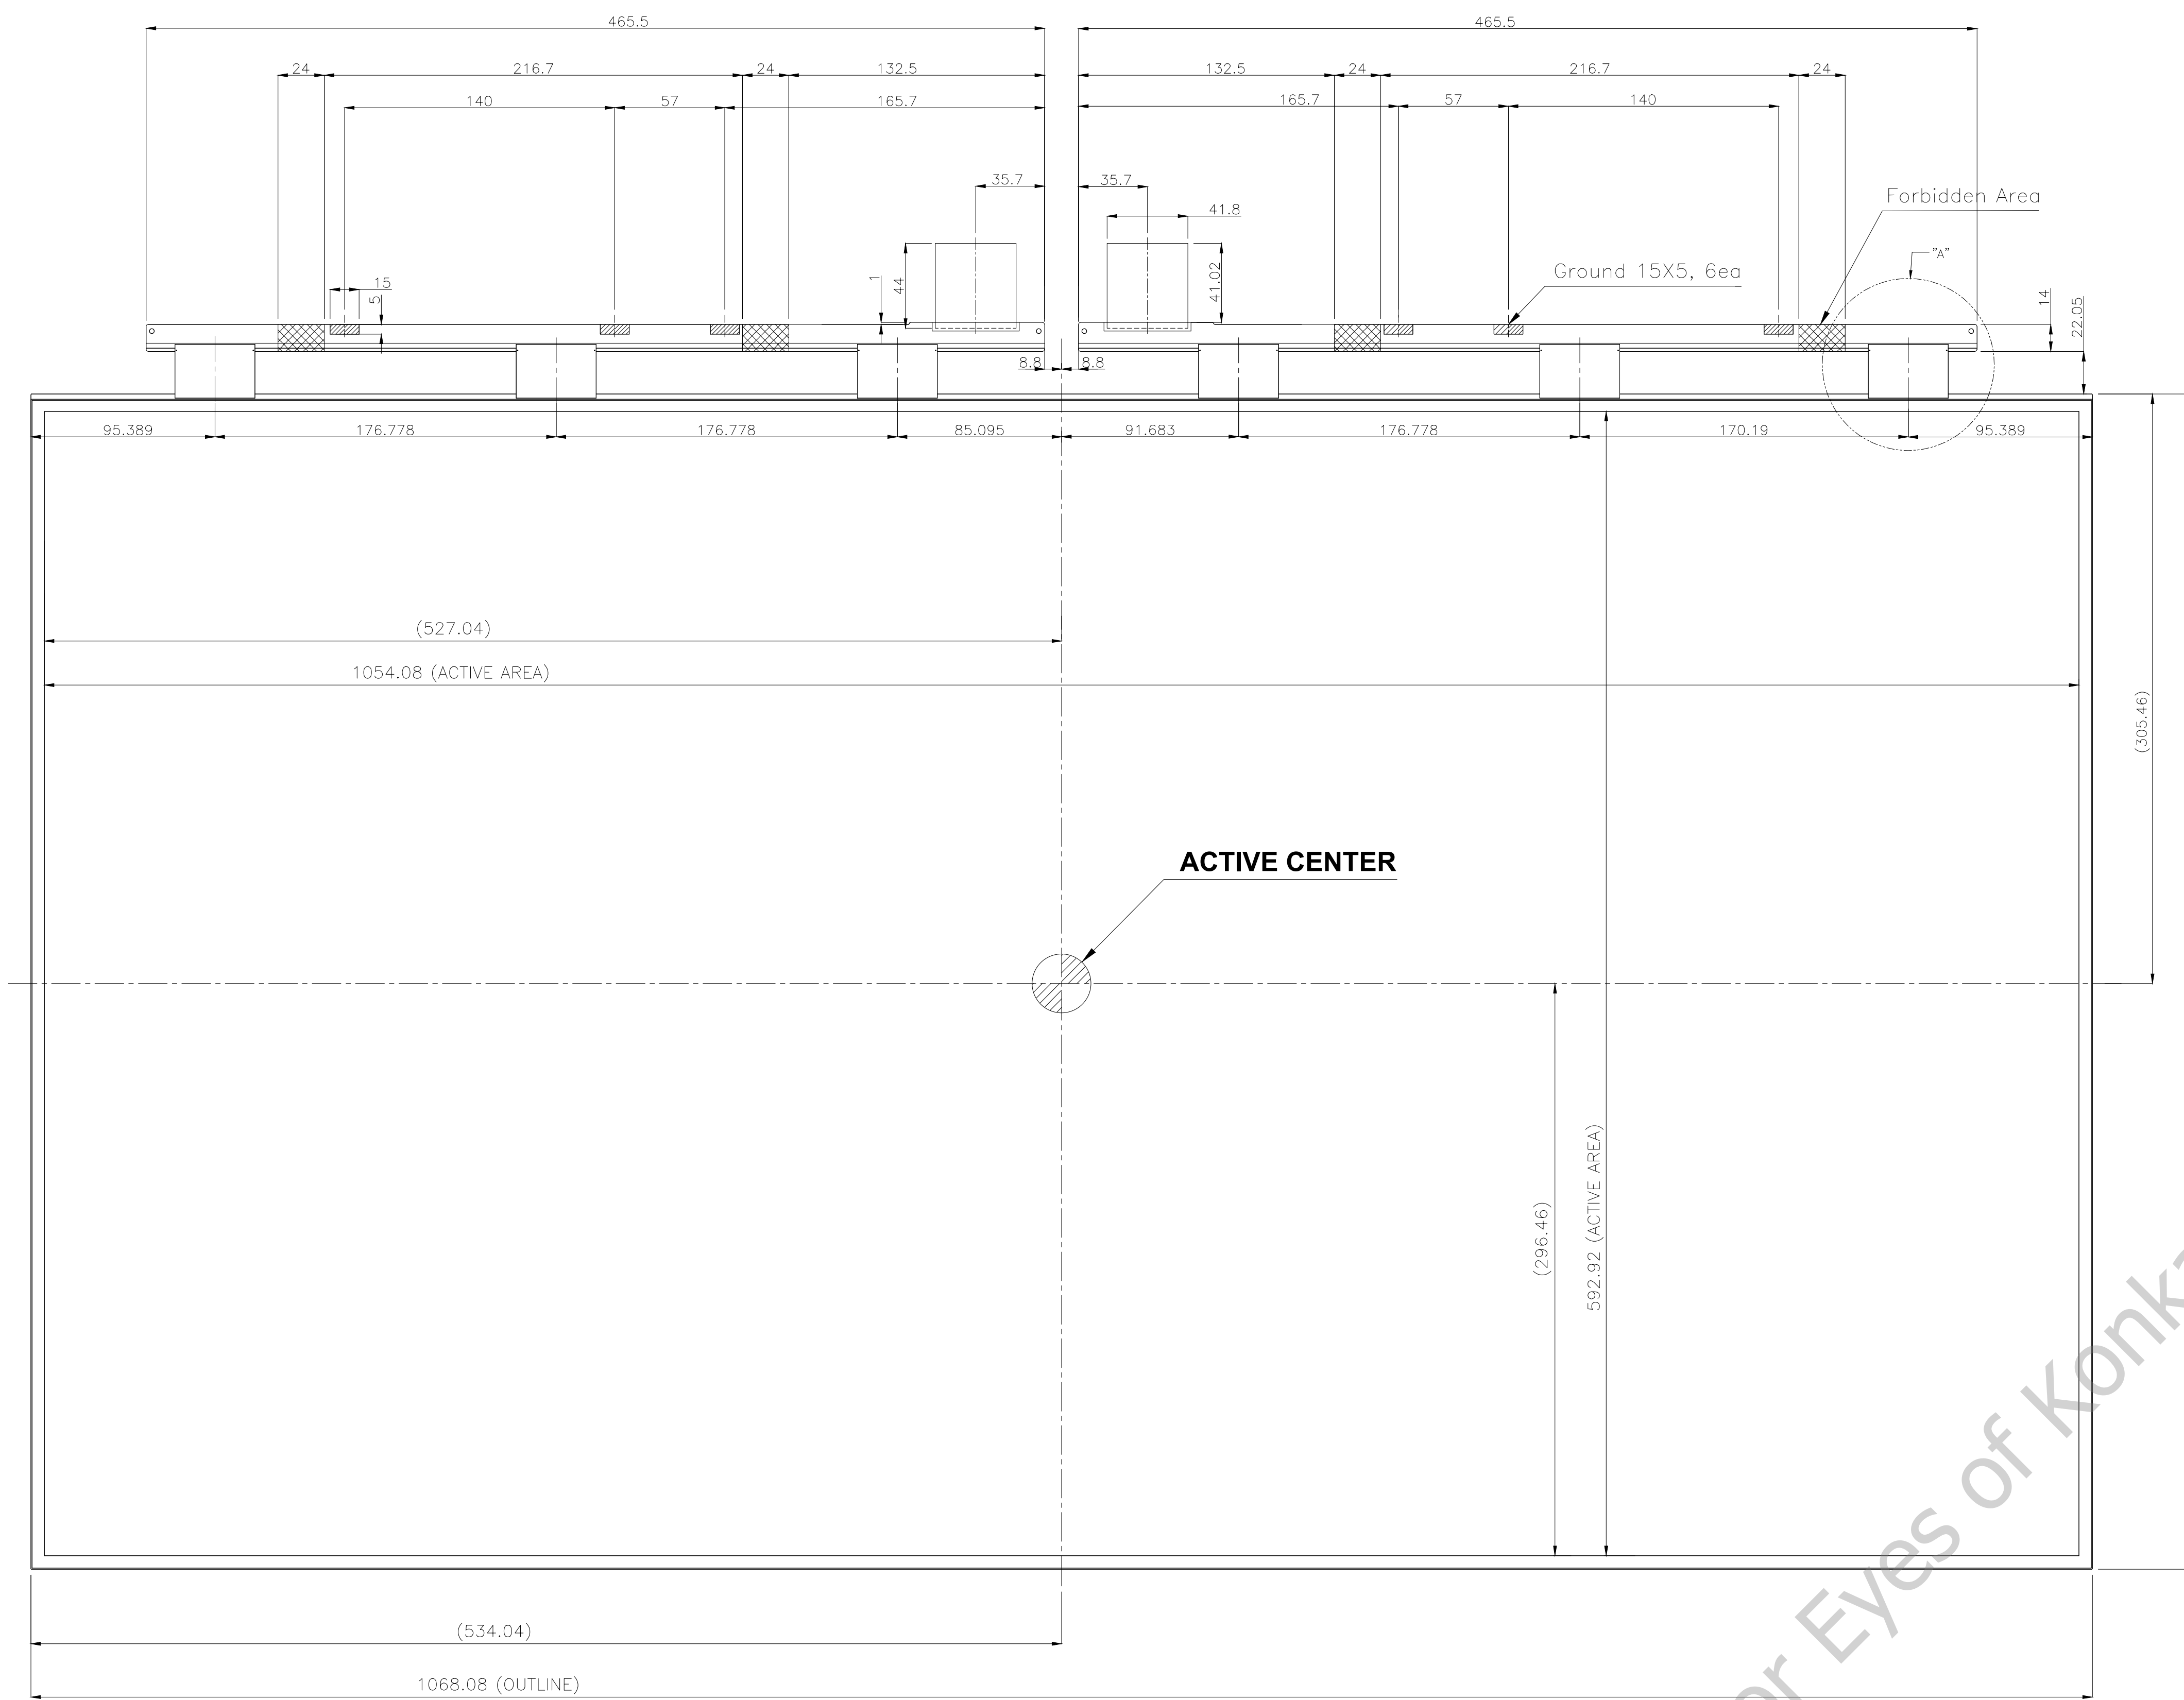 465.5 465.5
24 216.7 24 132.5 132.5 24 216.7 24
140 57 165.7 165.7 57 140
35.7 35.7
Forbidden Area
41.8
"A"
Ground 15X5, 6ea
15
5
1
44
41.02
14
22.05
8.8 8.8
95.389 176.778 176.778 85.095 91.683 176.778 170.19 95.389
(527.04)
1054.08 (ACTIVE AREA)
(305.46)
ACTIVE CENTER
(296.46)
592.92 (ACTIVE AREA)
(534.04)
1068.08 (OUTLINE)
Eyes of